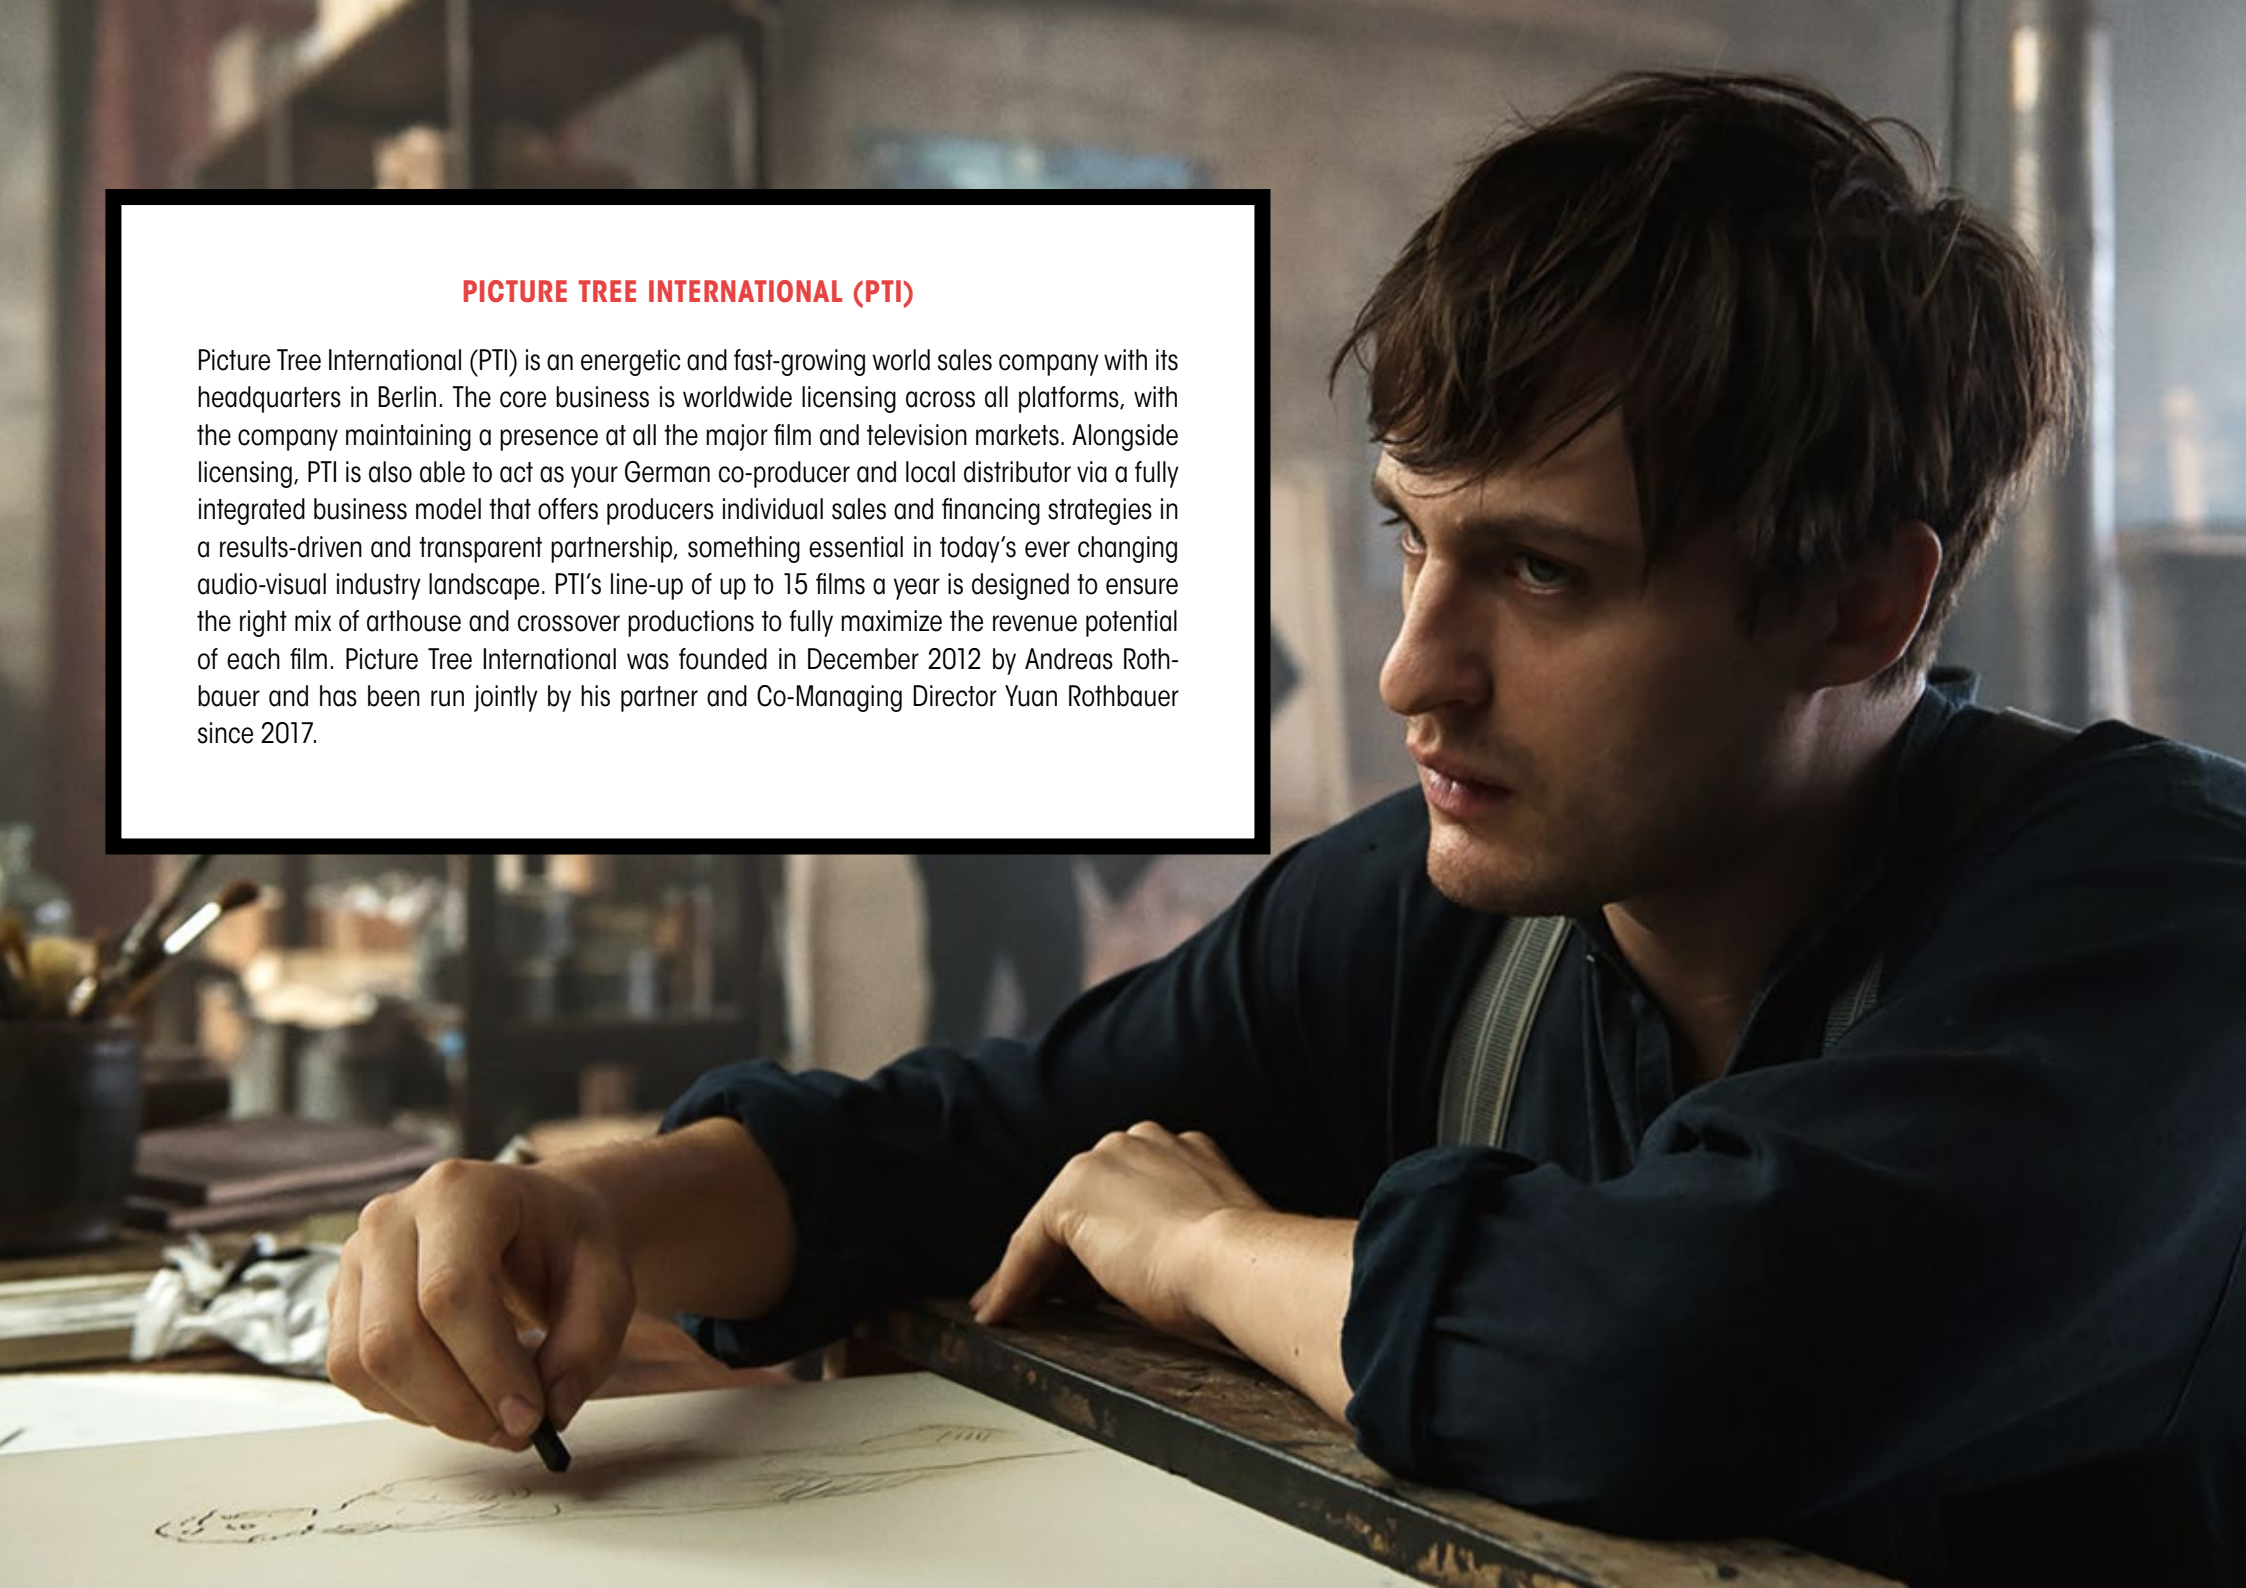 PICTURE TREE INTERNATIONAL (PTI)
Picture Tree International (PTI) is an energetic and fast-growing world sales company with its
headquarters in Berlin. The core business is worldwide licensing across all platforms, with
the company maintaining a presence at all the major film and television markets. Alongside
licensing, PTI is also able to act as your German co-producer and local distributor via a fully
integrated business model that offers producers individual sales and financing strategies in
a results-driven and transparent partnership, something essential in today's ever changing
audio-visual industry landscape. PTI's line-up of up to 15 films a year is designed to ensure
the right mix of arthouse and crossover productions to fully maximize the revenue potential
of each film. Picture Tree International was founded in December 2012 by Andreas Roth-
bauer and has been run jointly by his partner and Co-Managing Director Yuan Rothbauer
since 2017.